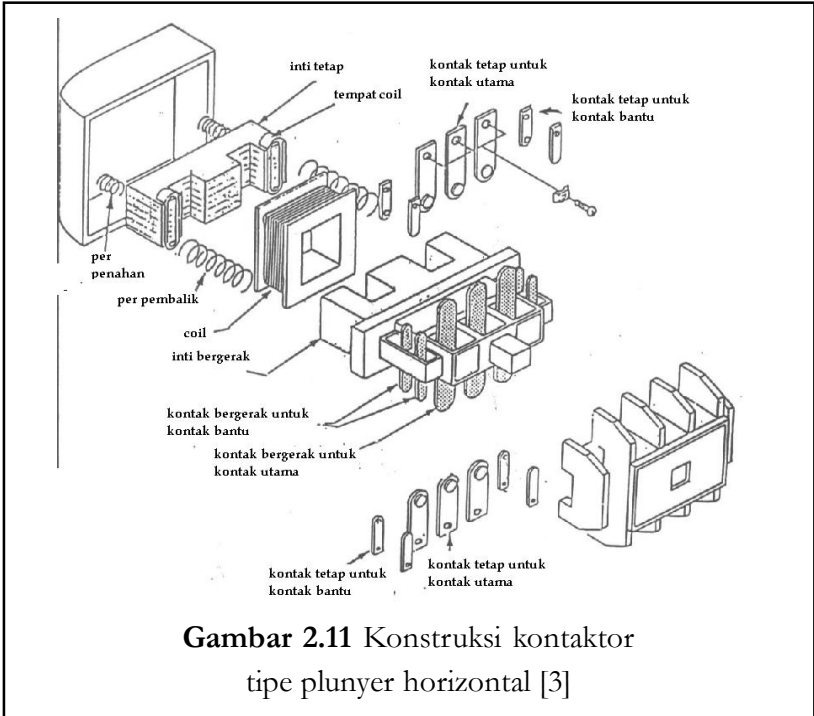 inti tetap
tempat coil
kontak tetap untuk
kontak utama
kontak tetap untuk
kontak bantu
per
penahan
per pembalik
coil
inti bergerak
kontak bergerak untuk
kontak bantu
kontak bergerak untuk
kontak utama
kontak tetap untuk
kontak bantu
kontak tetap untuk
kontak utama
Gambar 2.11 Konstruksi kontaktor
tipe plunyer horizontal [3]